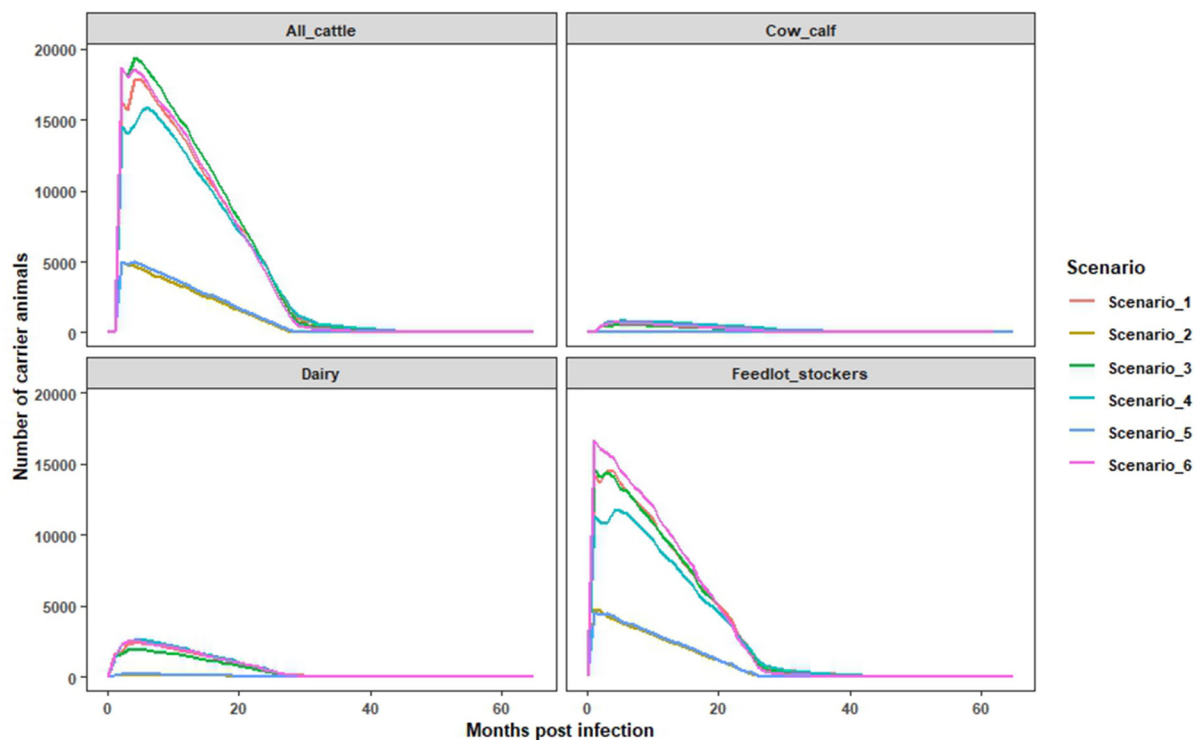 All_cattle
Cow_calf
20000
15000
10000
5000
0
Dairy
Feedlot_stockers
20000
15000
10000
5000
0
0 20 40 60
0 20 40 60
Number of carrier animals
Months post infection
Scenario
Scenario_1
Scenario_2
Scenario_3
Scenario_4
Scenario_5
Scenario_6